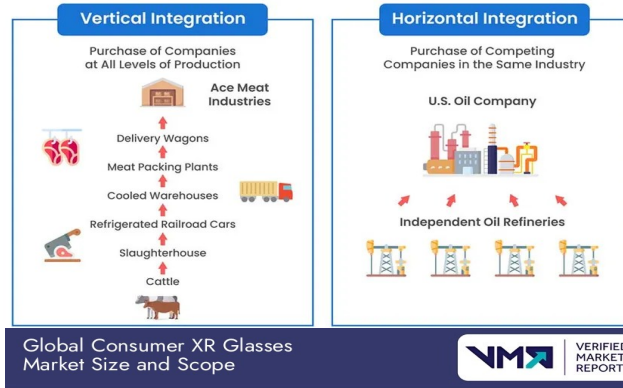 Vertical Integration
Purchase of Companies
at All Levels of Production
Ace Meat
Industries
Delivery Wagons
Meat Packing Plants
Cooled Warehouses
Refrigerated Railroad Cars
Slaughterhouse
Cattle
Horizontal Integration
Purchase of Competing
Companies in the Same Industry
U.S. Oil Company
Independent Oil Refineries
Global Consumer XR Glasses
Market Size and Scope
VMR
VERIFIED
MARKET
REPORT